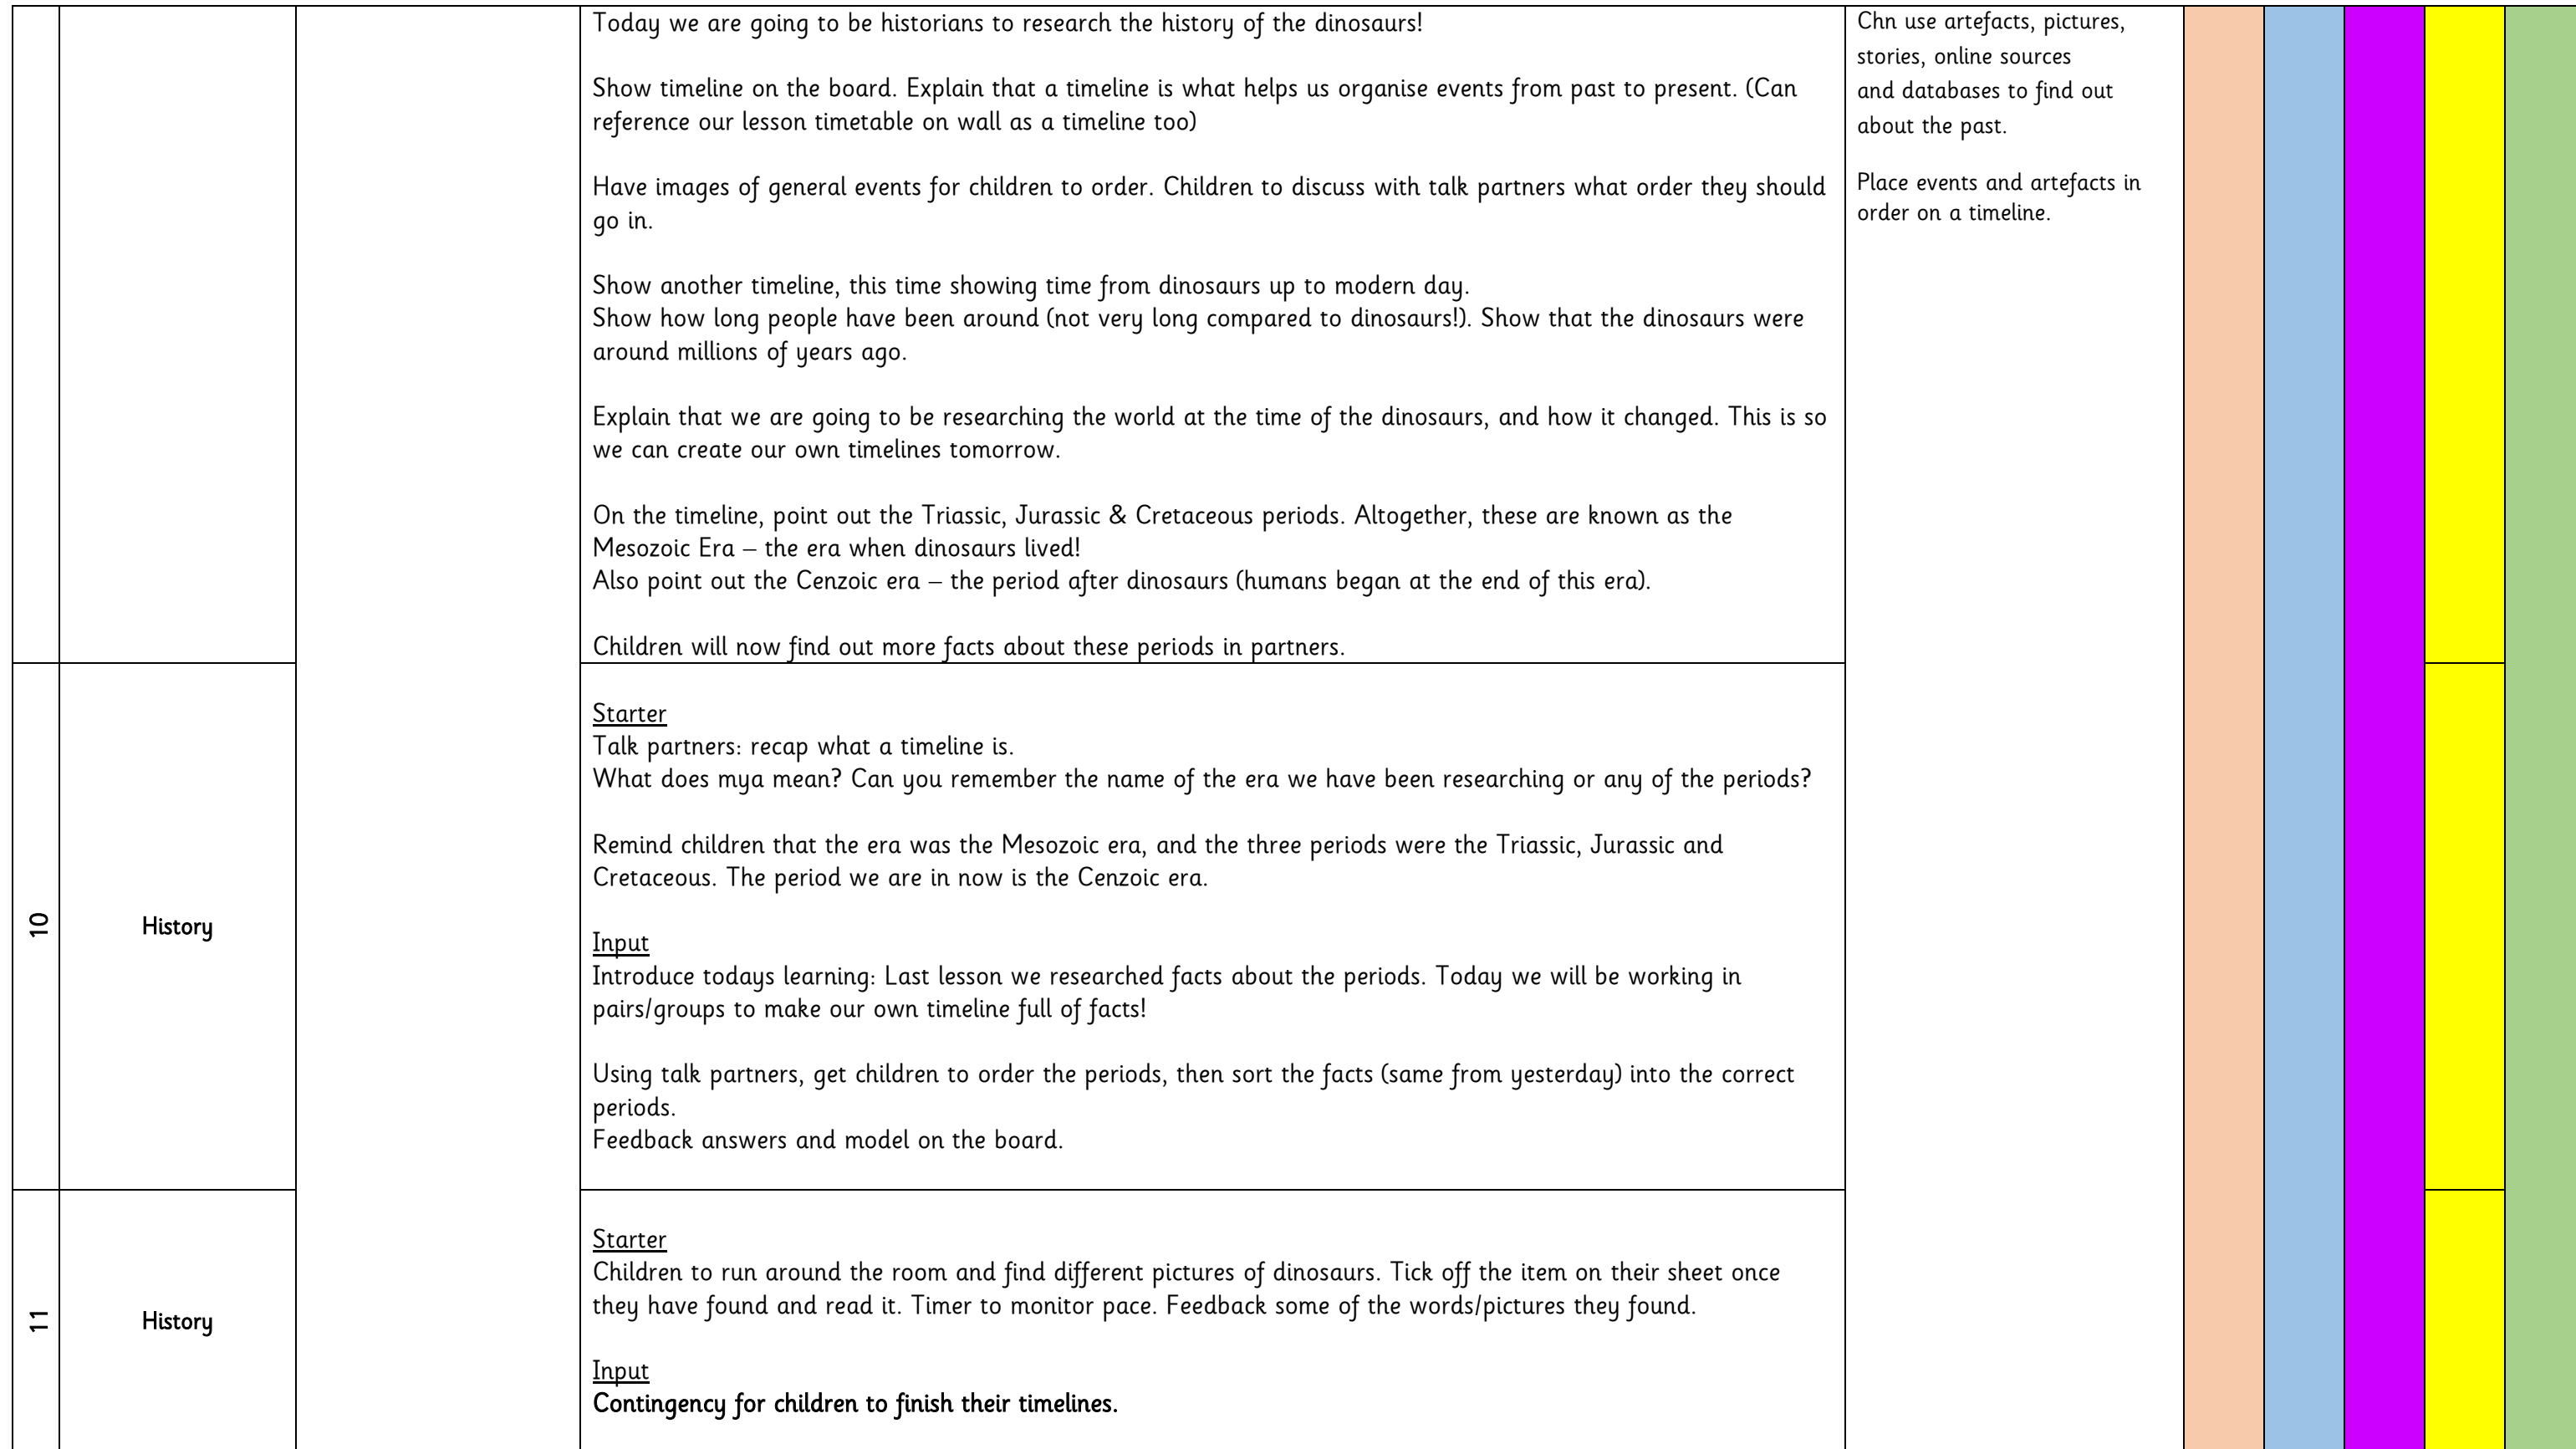 Today we are going to be historians to research the history of the dinosaurs!
Show timeline on the board. Explain that a timeline is what helps us organise events from past to present. (Can
reference our lesson timetable on wall as a timeline too)
Have images of general events for children to order. Children to discuss with talk partners what order they should
go in.
Show another timeline, this time showing time from dinosaurs up to modern day.
Show how long people have been around (not very long compared to dinosaurs!). Show that the dinosaurs were
around millions of years ago.
Explain that we are going to be researching the world at the time of the dinosaurs, and how it changed. This is so
we can create our own timelines tomorrow.
On the timeline, point out the Triassic, Jurassic & Cretaceous periods. Altogether, these are known as the
Mesozoic Era – the era when dinosaurs lived!
Also point out the Cenzoic era – the period after dinosaurs (humans began at the end of this era).
Children will now find out more facts about these periods in partners.
Chn use artefacts, pictures,
stories, online sources
and databases to find out
about the past.
Place events and artefacts in
order on a timeline.
10
History
Starter
Talk partners: recap what a timeline is.
What does mya mean? Can you remember the name of the era we have been researching or any of the periods?
Remind children that the era was the Mesozoic era, and the three periods were the Triassic, Jurassic and
Cretaceous. The period we are in now is the Cenzoic era.
Input
Introduce todays learning: Last lesson we researched facts about the periods. Today we will be working in
pairs/groups to make our own timeline full of facts!
Using talk partners, get children to order the periods, then sort the facts (same from yesterday) into the correct
periods.
Feedback answers and model on the board.
11
History
Starter
Children to run around the room and find different pictures of dinosaurs. Tick off the item on their sheet once
they have found and read it. Timer to monitor pace. Feedback some of the words/pictures they found.
Input
Contingency for children to finish their timelines.